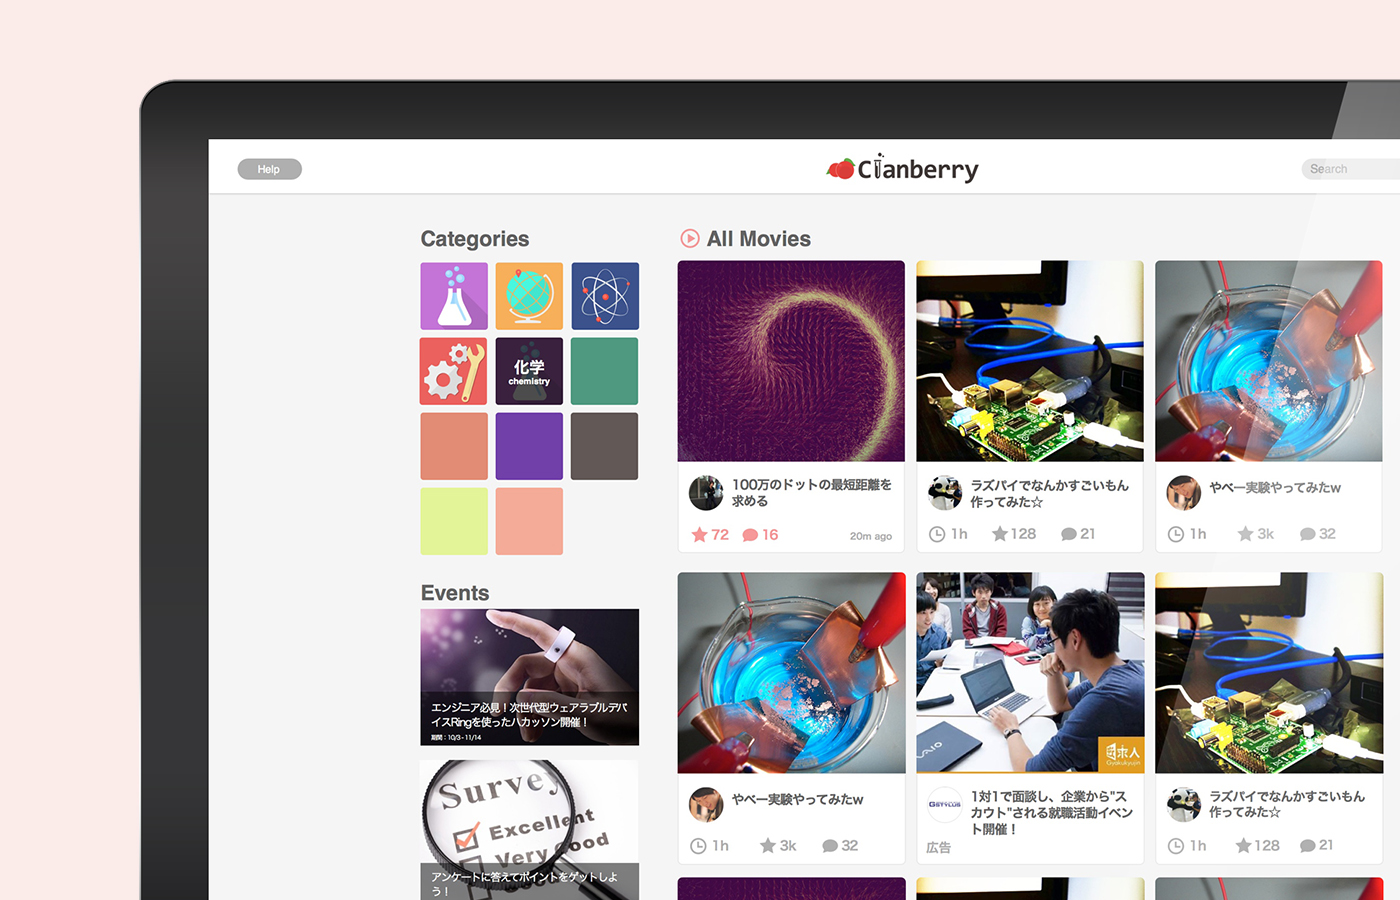 Help
Cranberry
Search
Categories
All Movies
化学
chemistry
100万のドットの最短距離を
求める
72 16 20m ago
ラズパイでなんかすごいもん
作ってみた☆
1h 128 21
やべー実験やってみたw
1h 3k 32
Events
エンジニア必見！次世代型ウェアラブルデバ
イスRingを使ったハカッソン開催！
期間：10/3 - 11/14
Survey
Excellent
Very Good
アンケートに答えてポイントをゲットしよ
う！
やべー実験やってみたw
1h 3k 32
VAIO
逆求人
Gyakukyujin
1対1で面談し、企業から"ス
カウト"される就職活動イベン
ト開催！
広告
ラズパイでなんかすごいもん
作ってみた☆
1h 128 21